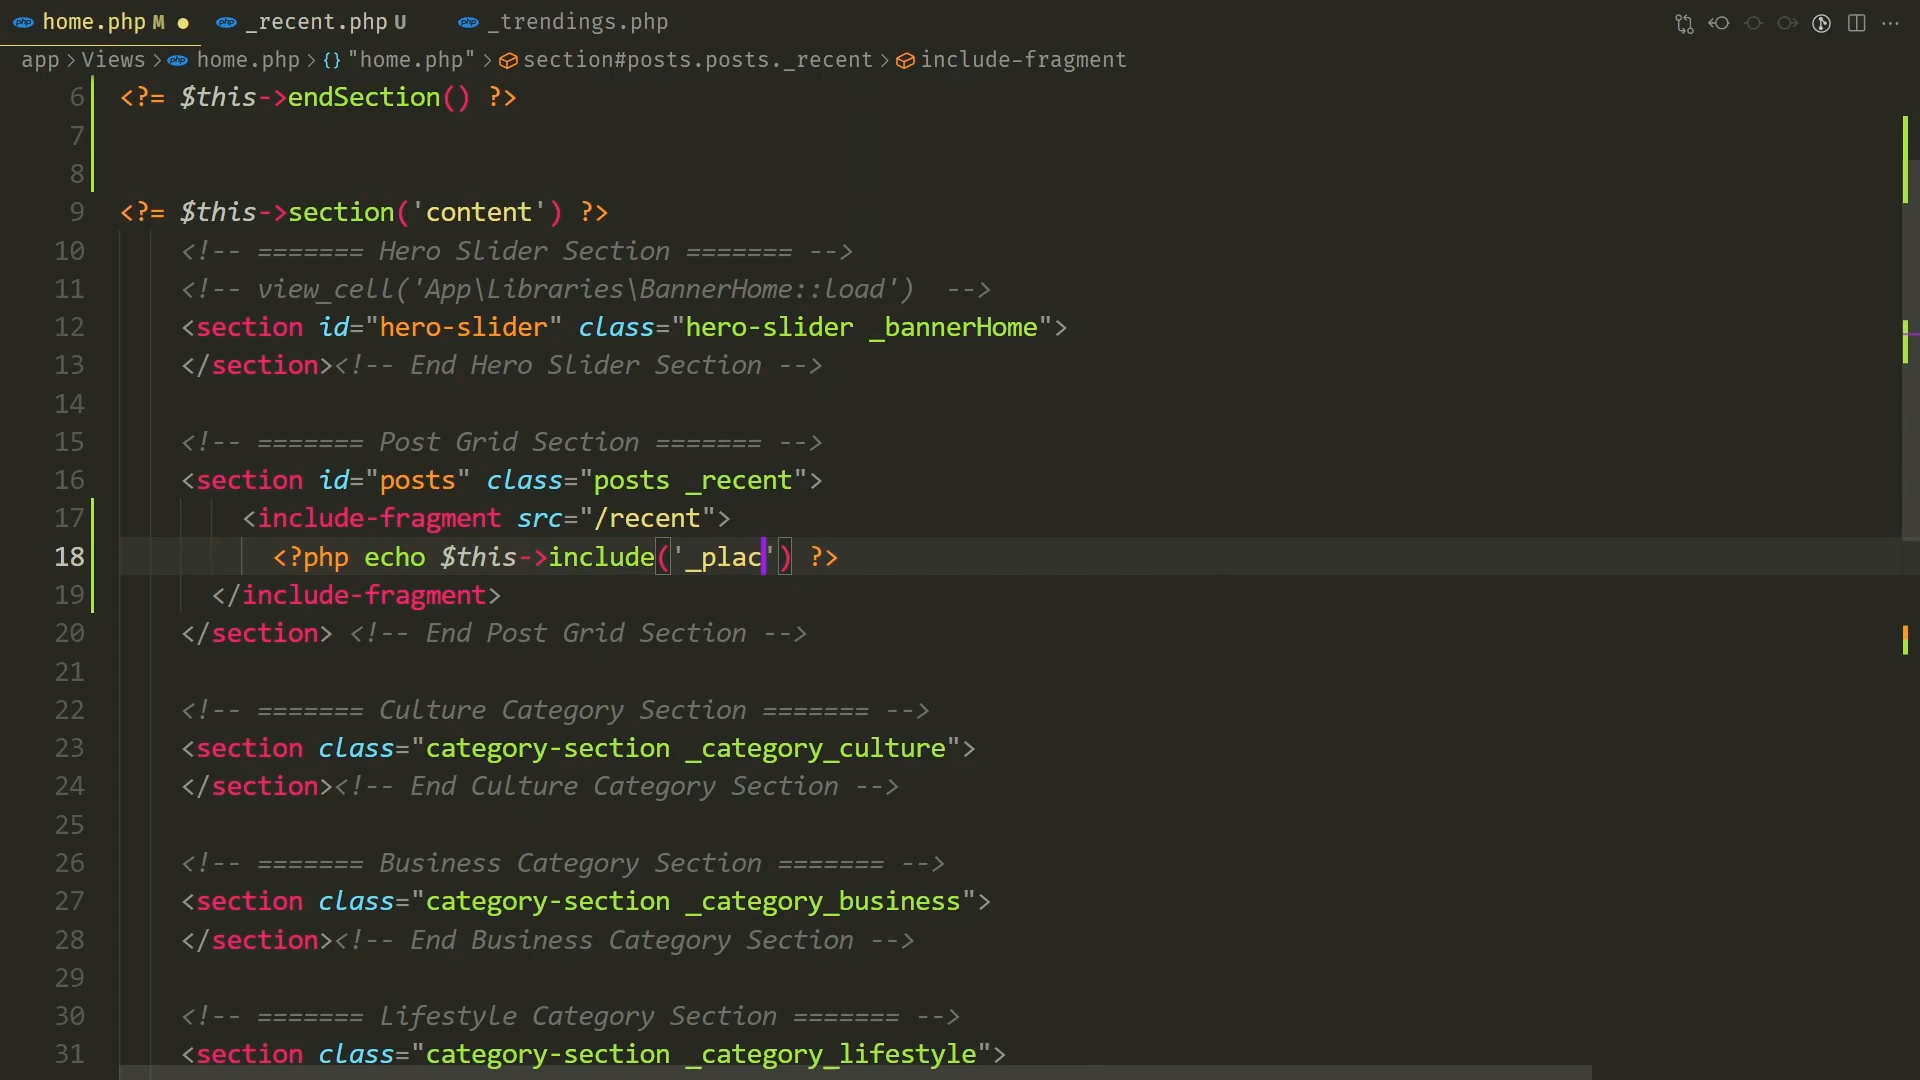 home.php M ● _recent.php U _trendings.php
app > Views > home.php > {} "home.php" > section#posts.posts._recent > include-fragment
6 <?= $this->endSection() ?>
7
8
9 <?= $this->section('content') ?>
10 <!-- ======= Hero Slider Section ======= -->
11 <!-- view_cell('App\Libraries\BannerHome::load')  -->
12 <section id="hero-slider" class="hero-slider _bannerHome">
13 </section><!-- End Hero Slider Section -->
14
15 <!-- ======= Post Grid Section ======= -->
16 <section id="posts" class="posts _recent">
17 <include-fragment src="/recent">
18 <?php echo $this->include('_plac') ?>
19 </include-fragment>
20 </section> <!-- End Post Grid Section -->
21
22 <!-- ======= Culture Category Section ======= -->
23 <section class="category-section _category_culture">
24 </section><!-- End Culture Category Section -->
25
26 <!-- ======= Business Category Section ======= -->
27 <section class="category-section _category_business">
28 </section><!-- End Business Category Section -->
29
30 <!-- ======= Lifestyle Category Section ======= -->
31 <section class="category-section _category_lifestyle">